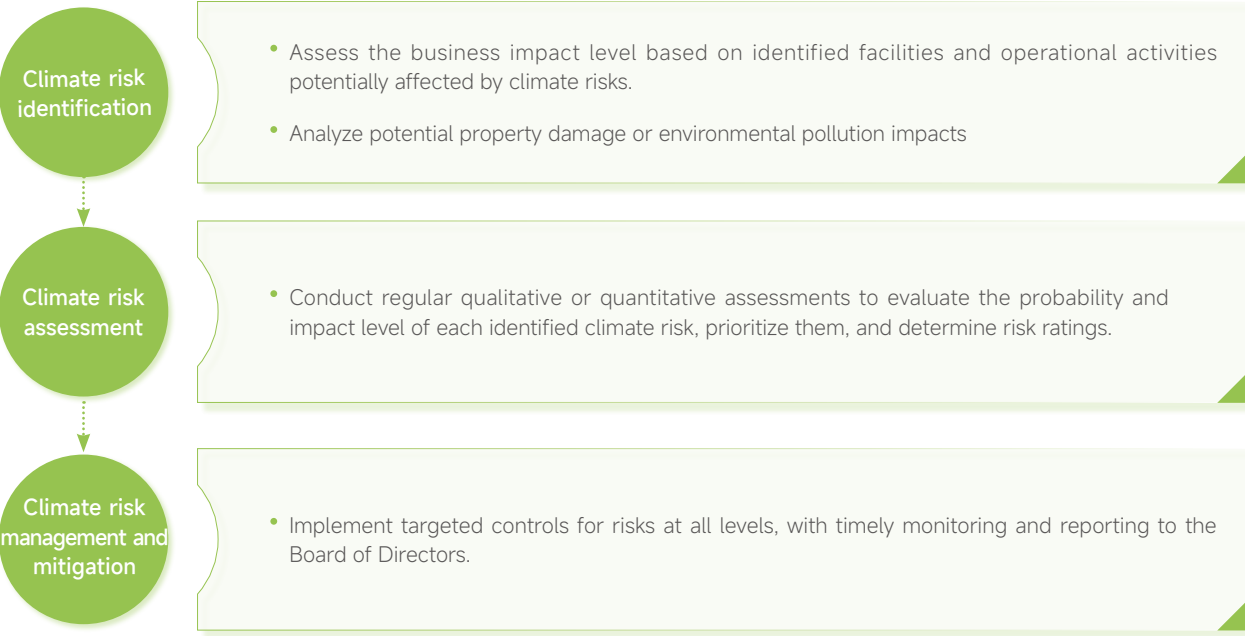 Climate risk
identification
• Assess the business impact level based on identified facilities and operational activities
potentially affected by climate risks.
• Analyze potential property damage or environmental pollution impacts
Climate risk
assessment
• Conduct regular qualitative or quantitative assessments to evaluate the probability and
impact level of each identified climate risk, prioritize them, and determine risk ratings.
Climate risk
management and
mitigation
• Implement targeted controls for risks at all levels, with timely monitoring and reporting to the
Board of Directors.